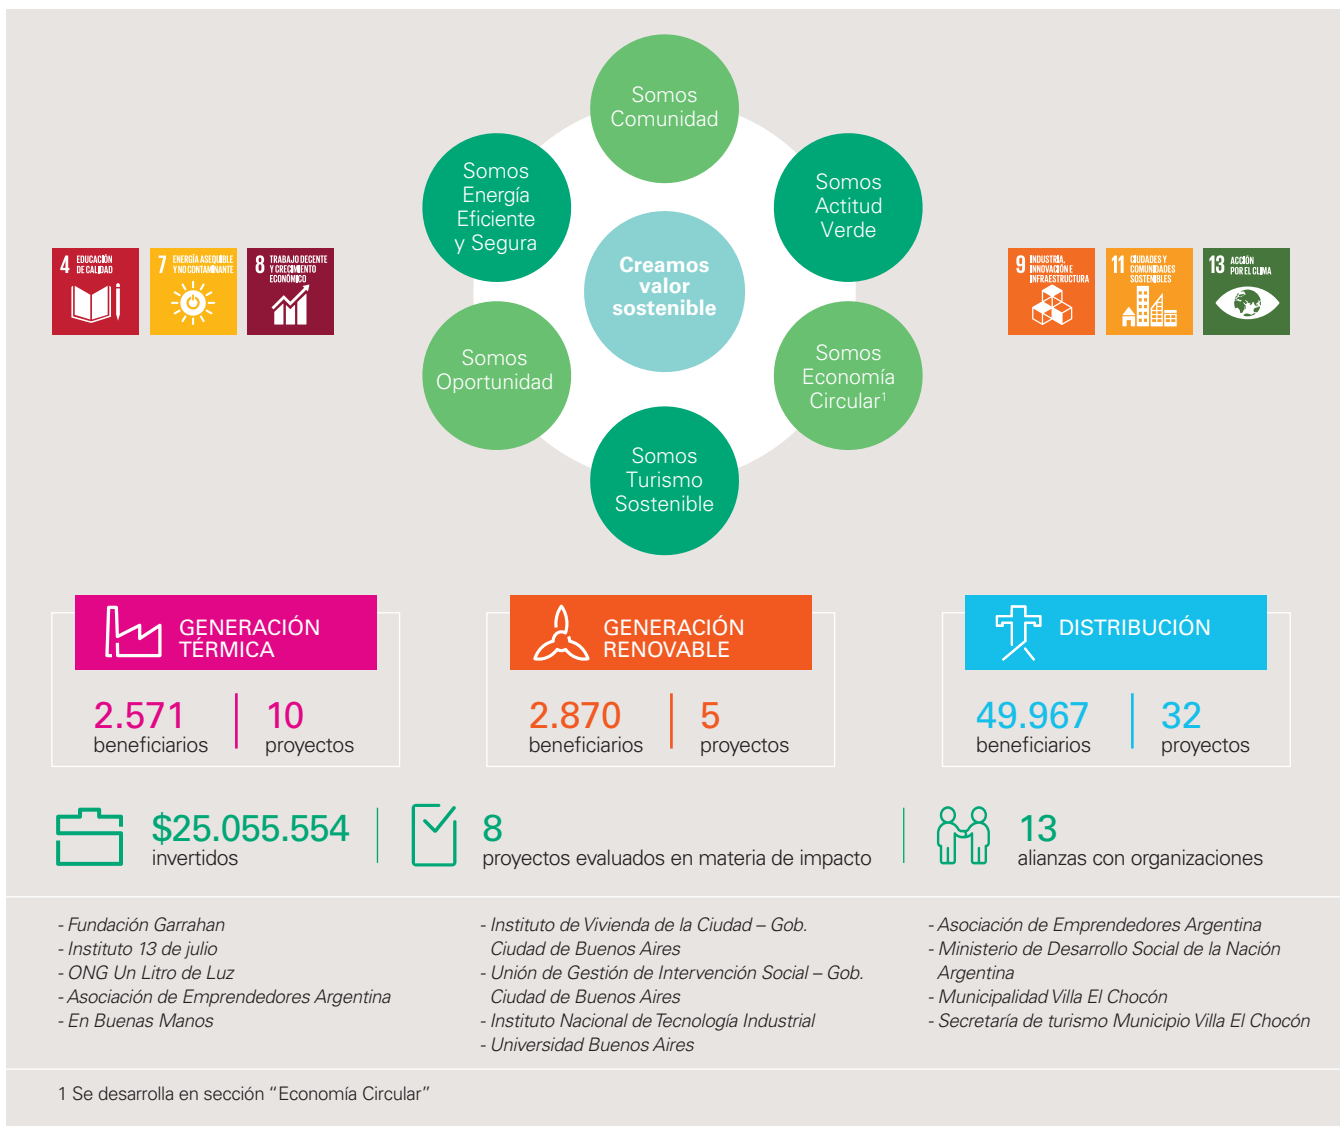 Somos
Comunidad
Somos
Energía
Eficiente
y Segura
Somos
Actitud
Verde
Creamos
valor
sostenible
4 EDUCACIÓN
DE CALIDAD
7 ENERGÍA ASEQUIBLE
Y NO CONTAMINANTE
8 TRABAJO DECENTE
Y CRECIMIENTO
ECONÓMICO
9 INDUSTRIA,
INNOVACIÓN E
INFRAESTRUCTURA
11 CIUDADES Y
COMUNIDADES
SOSTENIBLES
13 ACCIÓN
POR EL CLIMA
Somos
Oportunidad
Somos
Economía
Circular¹
Somos
Turismo
Sostenible
GENERACIÓN
TÉRMICA
2.571
beneficiarios
10
proyectos
GENERACIÓN
RENOVABLE
2.870
beneficiarios
5
proyectos
DISTRIBUCIÓN
49.967
beneficiarios
32
proyectos
$25.055.554
invertidos
8
proyectos evaluados en materia de impacto
13
alianzas con organizaciones
- Fundación Garrahan
- Instituto 13 de julio
- ONG Un Litro de Luz
- Asociación de Emprendedores Argentina
- En Buenas Manos
- Instituto de Vivienda de la Ciudad – Gob.
Ciudad de Buenos Aires
- Unión de Gestión de Intervención Social – Gob.
Ciudad de Buenos Aires
- Instituto Nacional de Tecnología Industrial
- Universidad Buenos Aires
- Asociación de Emprendedores Argentina
- Ministerio de Desarrollo Social de la Nación
Argentina
- Municipalidad Villa El Chocón
- Secretaría de turismo Municipio Villa El Chocón
1 Se desarrolla en sección “Economía Circular”